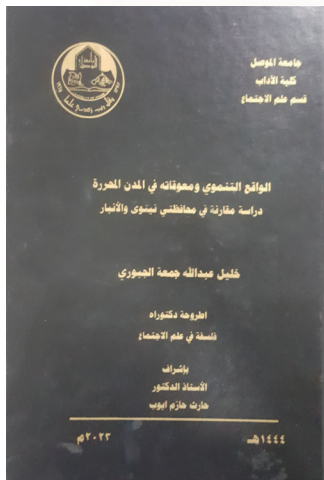 جامعة الموصل
كلية الآداب
قسم علم الاجتماع
الواقع التنموي ومعوقاته في المدن المحررة
دراسة مقارنة في محافظتي نينوى والأنبار
خليل عبدالله جمعة الجبوري
اطروحة دكتوراه
فلسفة في علم الاجتماع
بإشراف
الأستاذ الدكتور
حارث حازم ايوب
١٤٤٤هـ
٢٠٢٣م